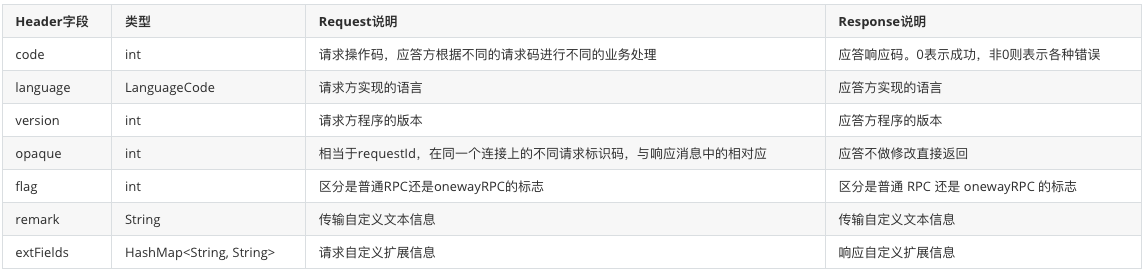 Header字段 类型 Request说明 Response说明
code int 请求操作码，应答方根据不同的请求码进行不同的业务处理 应答响应码。0表示成功，非0则表示各种错误
language LanguageCode 请求方实现的语言 应答方实现的语言
version int 请求方程序的版本 应答方程序的版本
opaque int 相当于requestId，在同一个连接上的不同请求标识码，与响应消息中的相对应 应答不做修改直接返回
flag int 区分是普通RPC还是onewayRPC的标志 区分是普通 RPC 还是 onewayRPC 的标志
remark String 传输自定义文本信息 传输自定义文本信息
extFields HashMap<String, String> 请求自定义扩展信息 响应自定义扩展信息